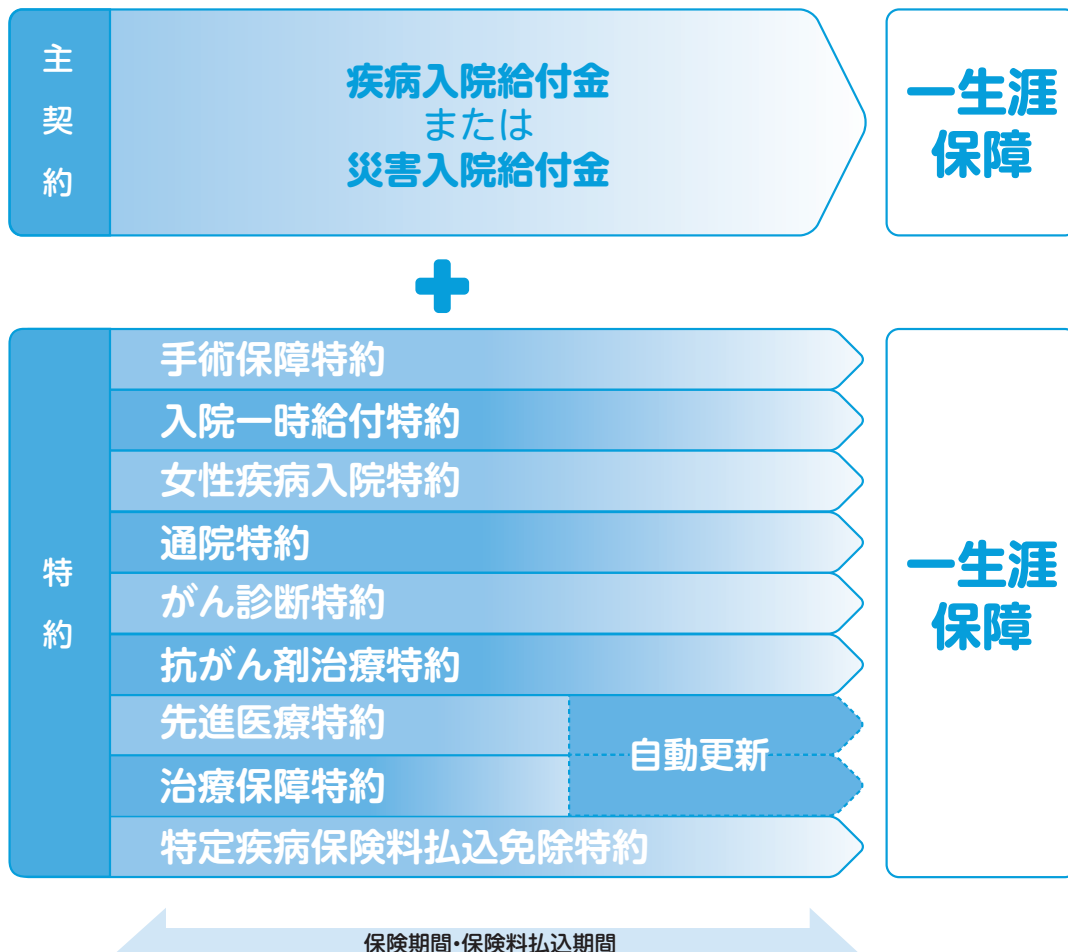 主契約
疾病入院給付金
または
災害入院給付金
一生涯
保障
特約
手術保障特約
入院一時給付特約
女性疾病入院特約
通院特約
がん診断特約
抗がん剤治療特約
先進医療特約
治療保障特約
自動更新
特定疾病保険料払込免除特約
一生涯
保障
保険期間・保険料払込期間